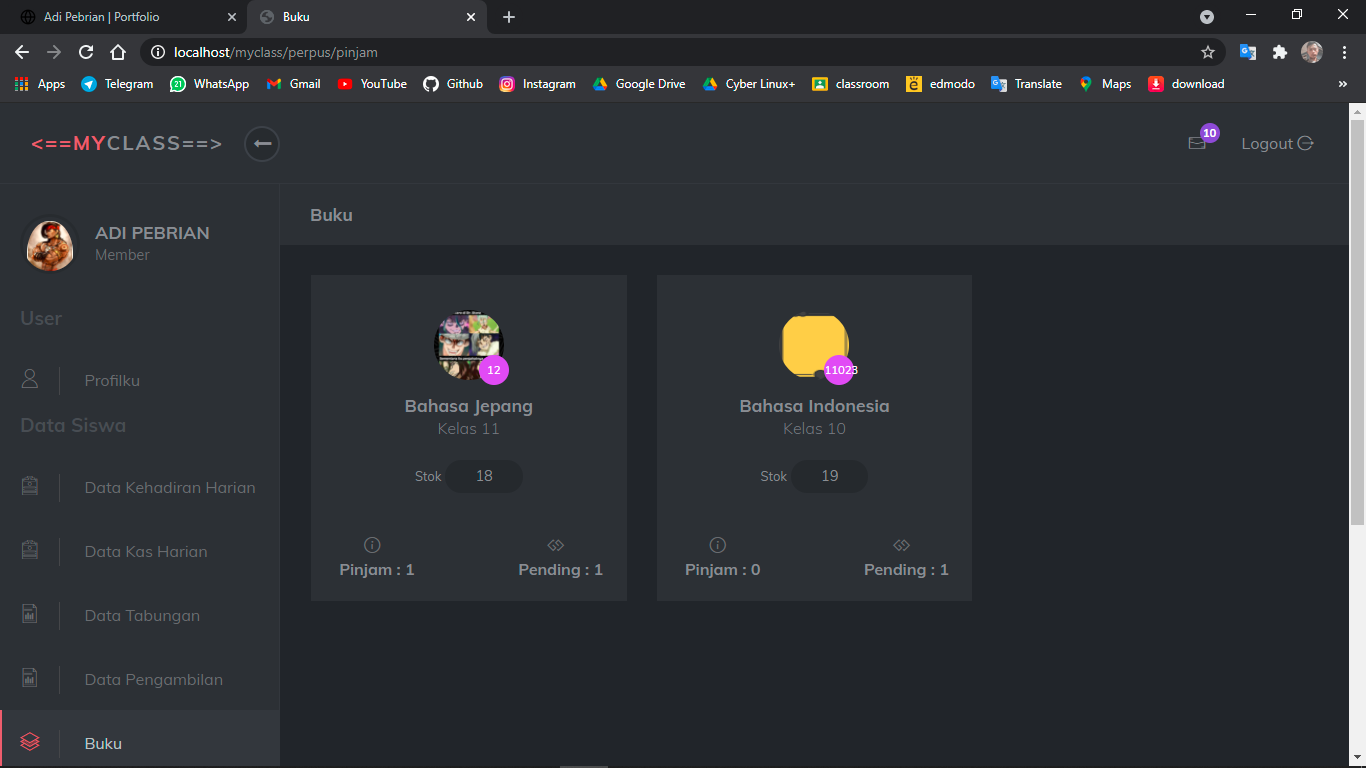 Adi Pebrian | Portfolio
Buku
localhost/myclass/perpus/pinjam
Apps
Telegram
21
WhatsApp
Gmail
YouTube
Github
Instagram
Google Drive
Cyber Linux+
classroom
edmodo
Translate
Maps
download
<==MYCLASS==>
10
Logout
ADI PEBRIAN
Member
User
Profilku
Data Siswa
Data Kehadiran Harian
Data Kas Harian
Data Tabungan
Data Pengambilan
Buku
Buku
12
Bahasa Jepang
Kelas 11
Stok 18
Pinjam : 1
Pending : 1
11023
Bahasa Indonesia
Kelas 10
Stok 19
Pinjam : 0
Pending : 1